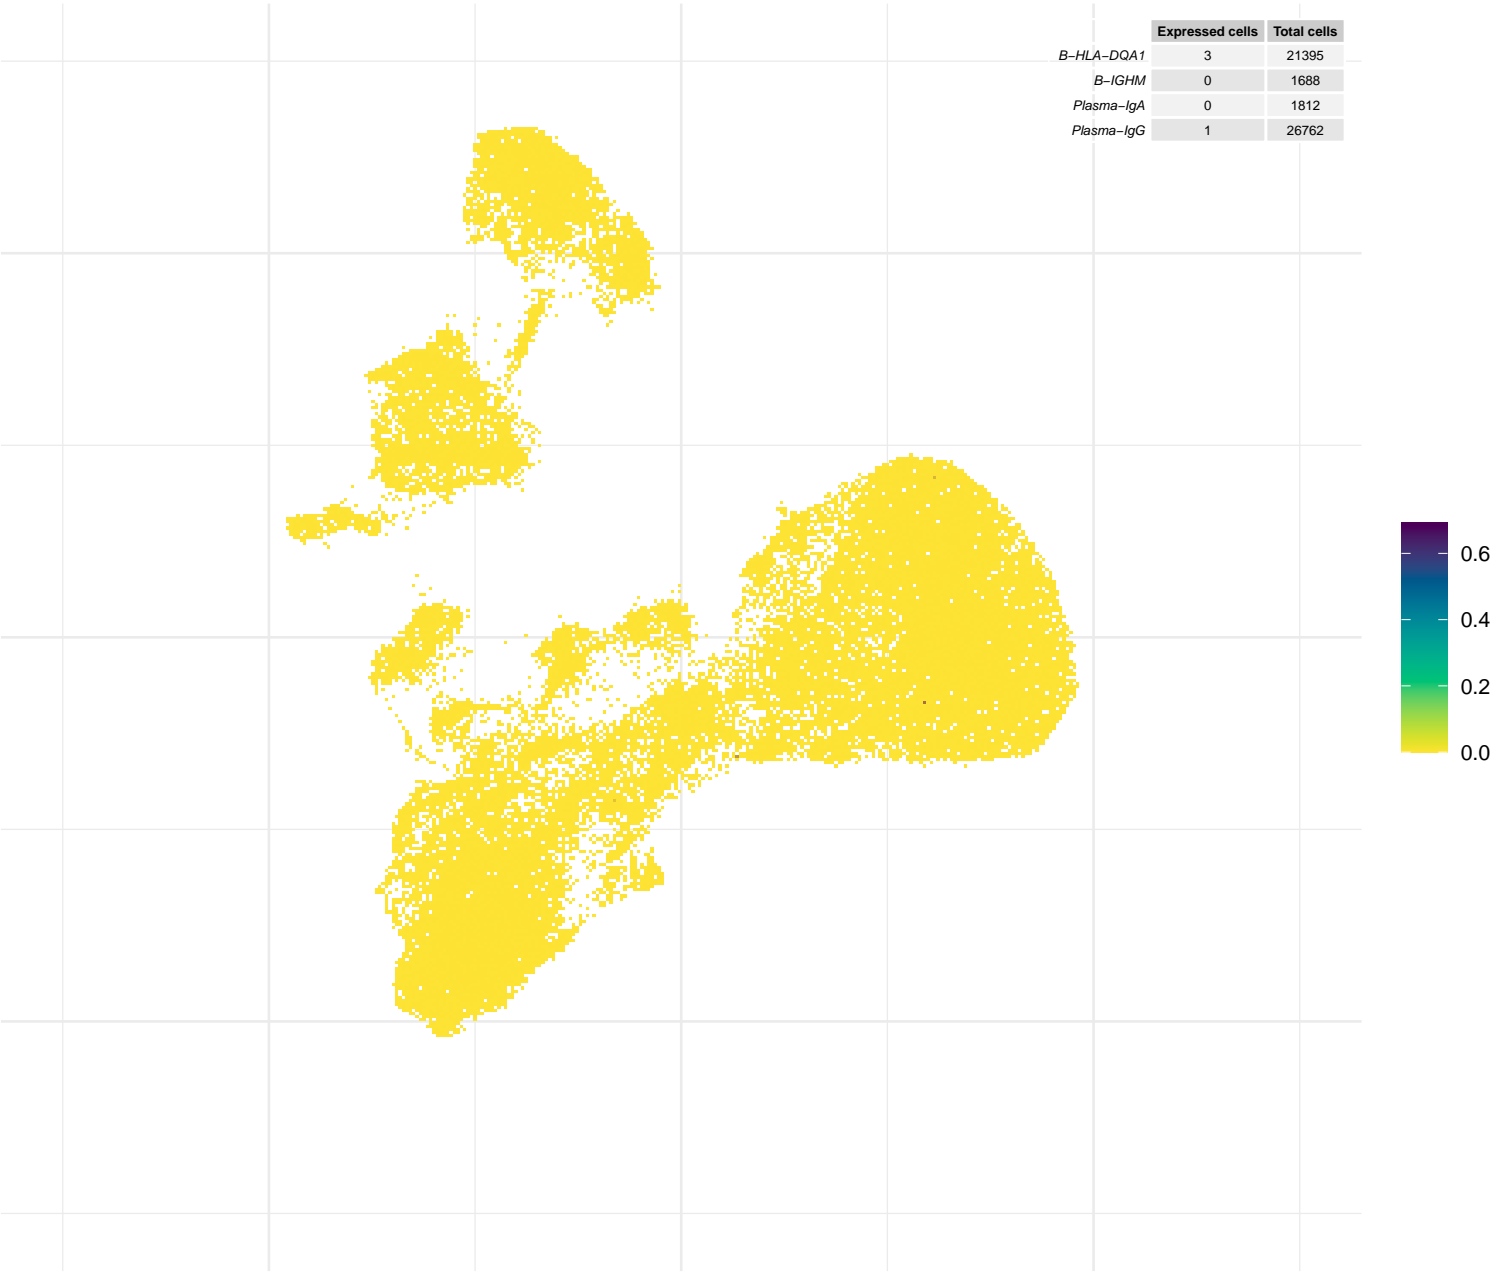 Expressed cells Total cells
B−HLA−DQA1 3 21395
B−IGHM 0 1688
Plasma−IgA 0 1812
Plasma−IgG 1 26762
0.6
0.4
0.2
0.0